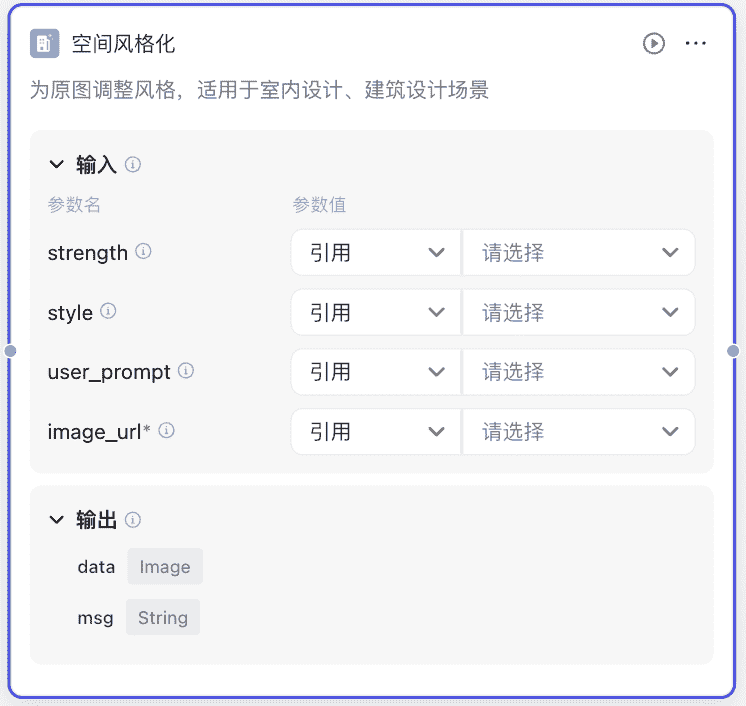 空间风格化
为原图调整风格，适用于室内设计、建筑设计场景
输入
参数名 参数值
strength 引用 请选择
style 引用 请选择
user_prompt 引用 请选择
image_url* 引用 请选择
输出
data Image
msg String